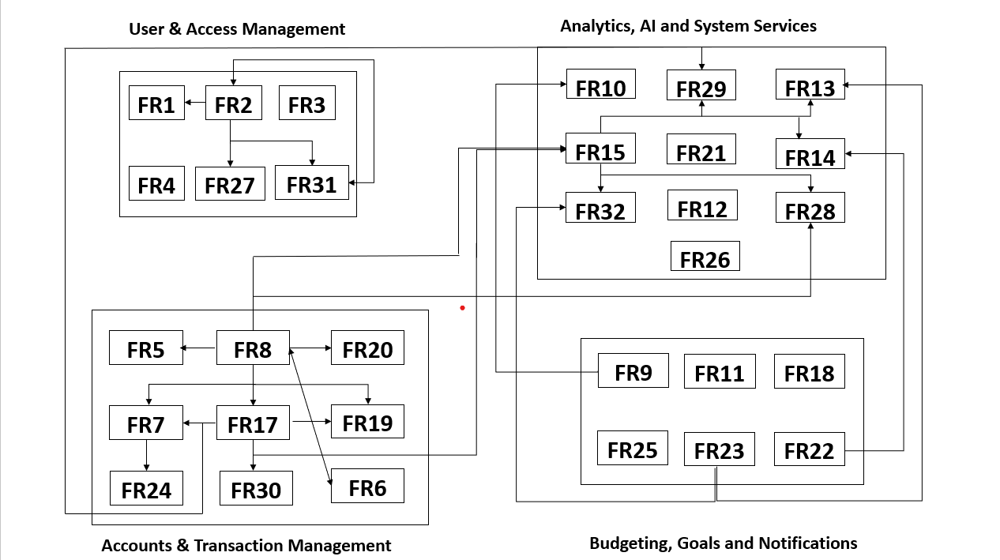 User & Access Management
FR1 FR2 FR3
FR4 FR27 FR31
Analytics, AI and System Services
FR10 FR29 FR13
FR15 FR21 FR14
FR32 FR12 FR28
FR26
FR5 FR8 FR20
FR7 FR17 FR19
FR24 FR30 FR6
Accounts & Transaction Management
FR9 FR11 FR18
FR25 FR23 FR22
Budgeting, Goals and Notifications